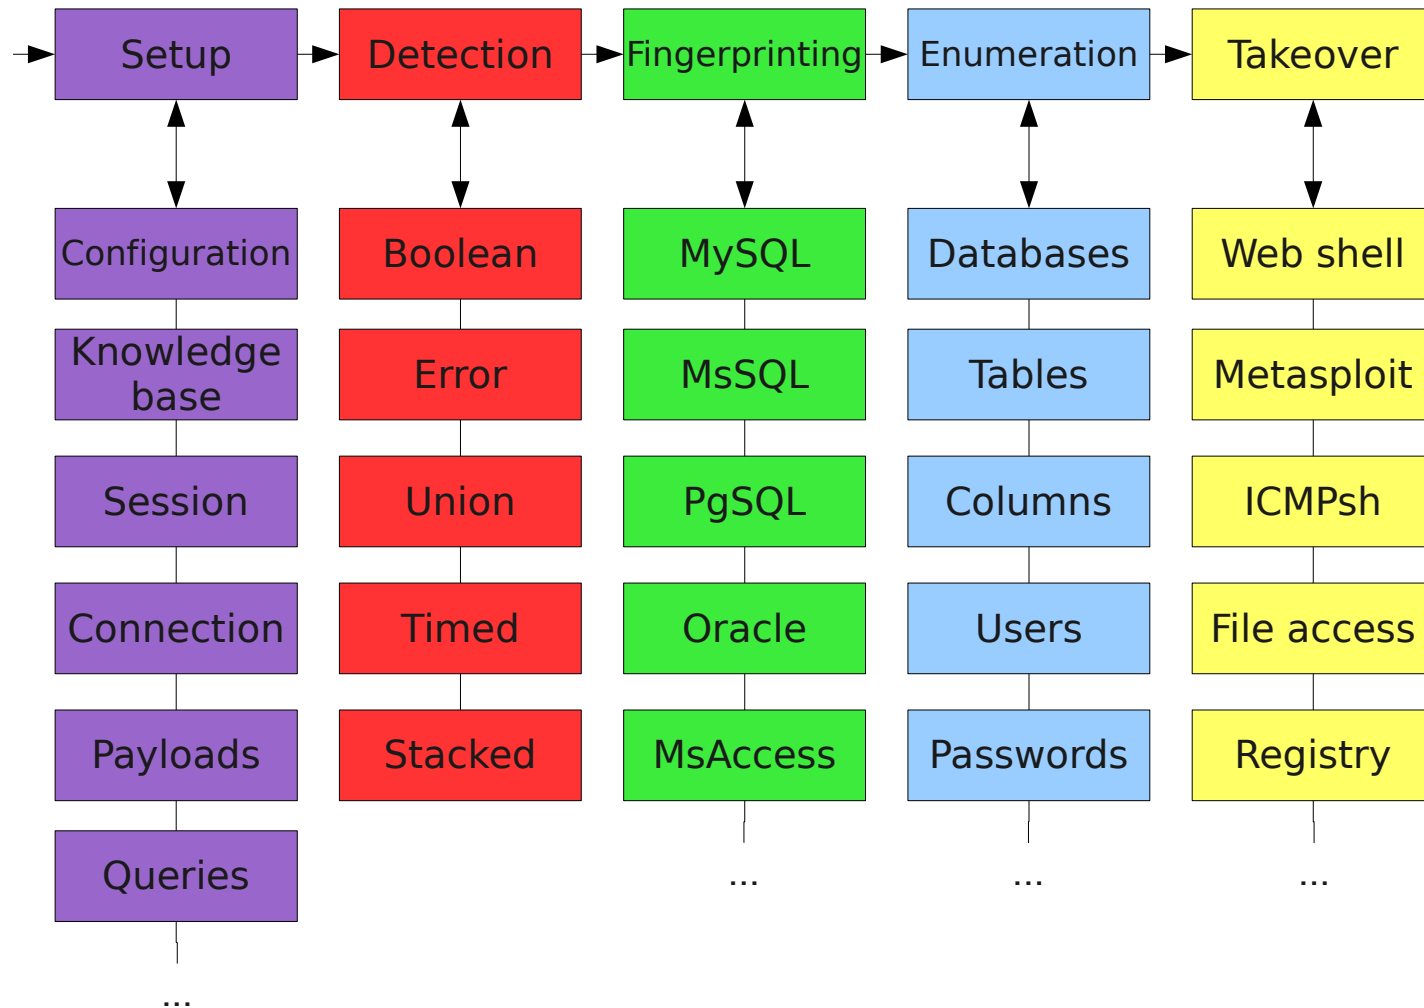 Setup
Detection
Fingerprinting
Enumeration
Takeover
Configuration
Boolean
MySQL
Databases
Web shell
Knowledge
base
Error
MsSQL
Tables
Metasploit
Session
Union
PgSQL
Columns
ICMPsh
Connection
Timed
Oracle
Users
File access
Payloads
Stacked
MsAccess
Passwords
Registry
Queries
...
...
...
...